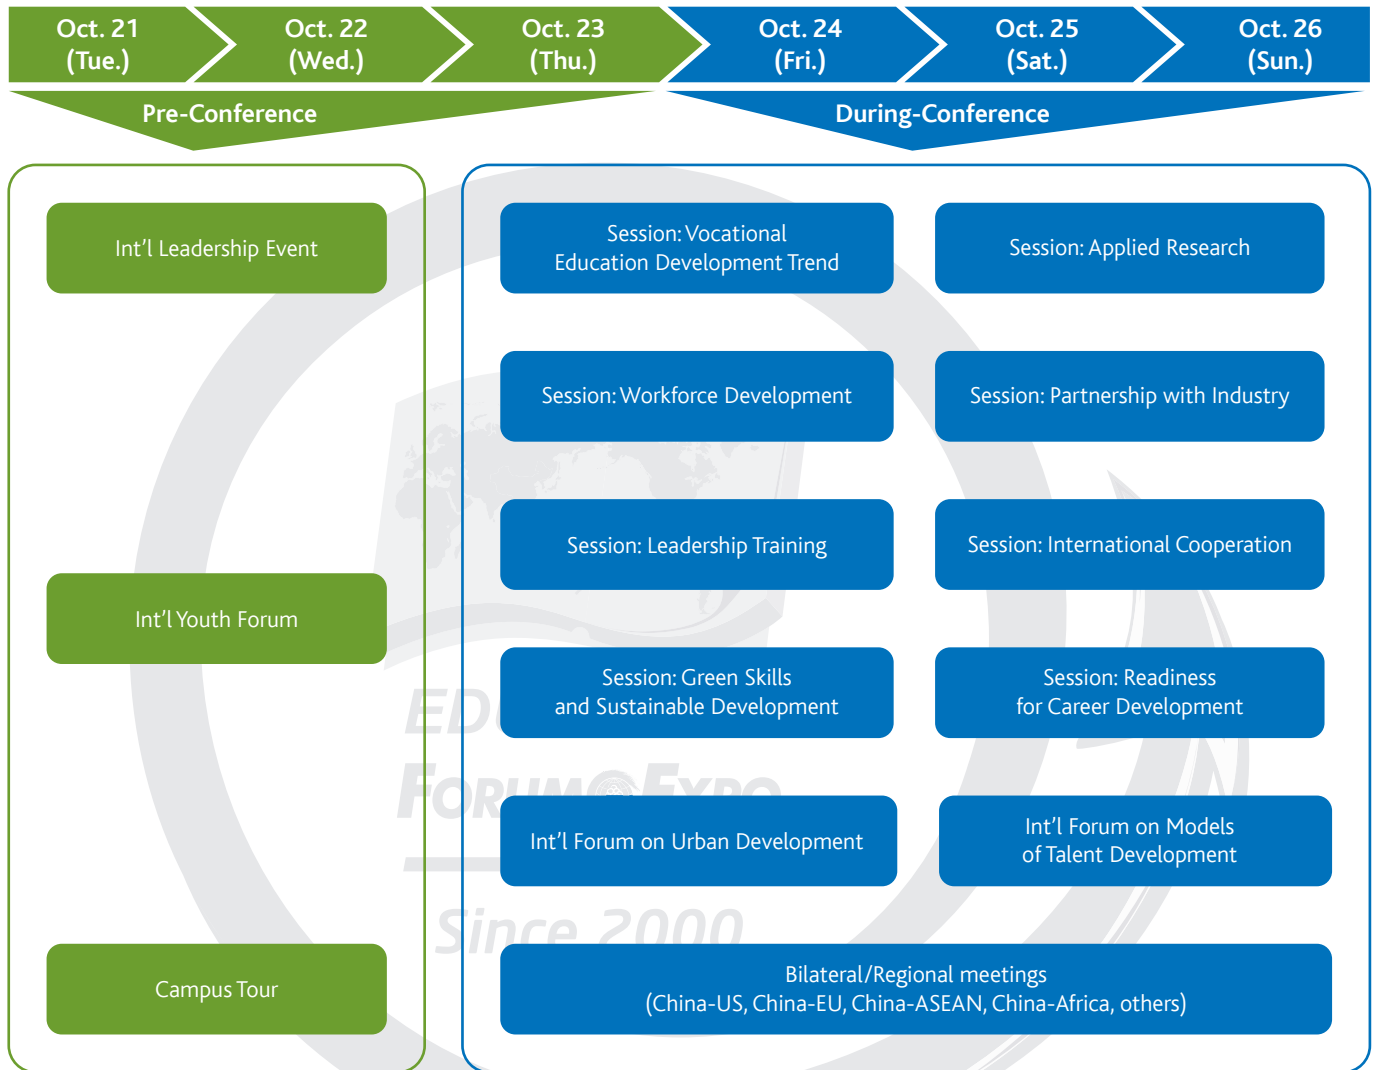 Oct. 21
(Tue.)
Oct. 22
(Wed.)
Oct. 23
(Thu.)
Oct. 24
(Fri.)
Oct. 25
(Sat.)
Oct. 26
(Sun.)
Pre-Conference
During-Conference
Int'l Leadership Event
Int'l Youth Forum
Campus Tour
Session: Vocational
Education Development Trend
Session: Applied Research
Session: Workforce Development
Session: Partnership with Industry
Session: Leadership Training
Session: International Cooperation
Session: Green Skills
and Sustainable Development
Session: Readiness
for Career Development
Int'l Forum on Urban Development
Int'l Forum on Models
of Talent Development
Bilateral/Regional meetings
(China-US, China-EU, China-ASEAN, China-Africa, others)
Since 2000